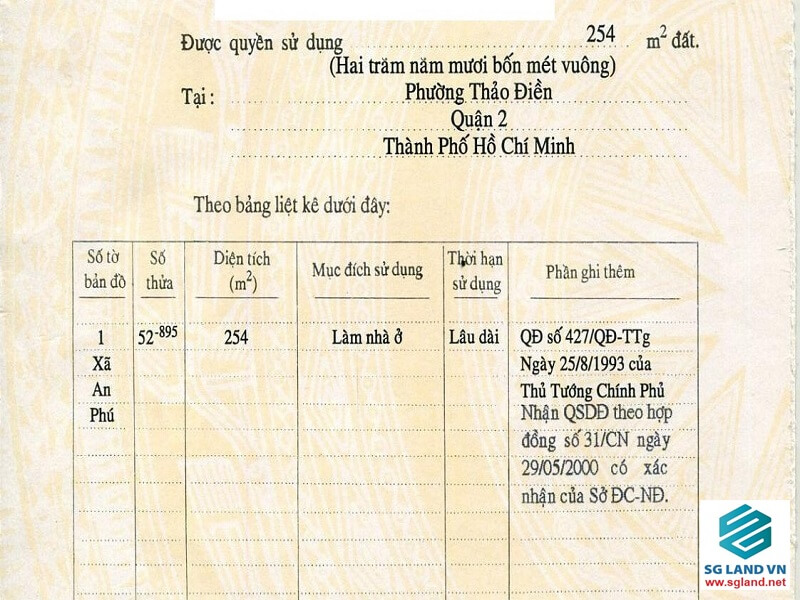 Được quyền sử dụng 254 m² đất.
(Hai trăm năm mươi bốn mét vuông)
Tại : Phường Thảo Điền
Quận 2
Thành Phố Hồ Chí Minh
Theo bảng liệt kê dưới đây:
Số tờ bản đồ
Số thửa
Diện tích (m²)
Mục đích sử dụng
Thời hạn sử dụng
Phần ghi thêm
1 52-895 254 Làm nhà ở Lâu dài QĐ số 427/QĐ-TTg
Xã Ngày 25/8/1993 của
An Thủ Tướng Chính Phủ
Phú Nhận QSDĐ theo hợp
đồng số 31/CN ngày
29/05/2000 có xác
nhận của Sở ĐC-NĐ.
SG LAND VN
www.sgland.net